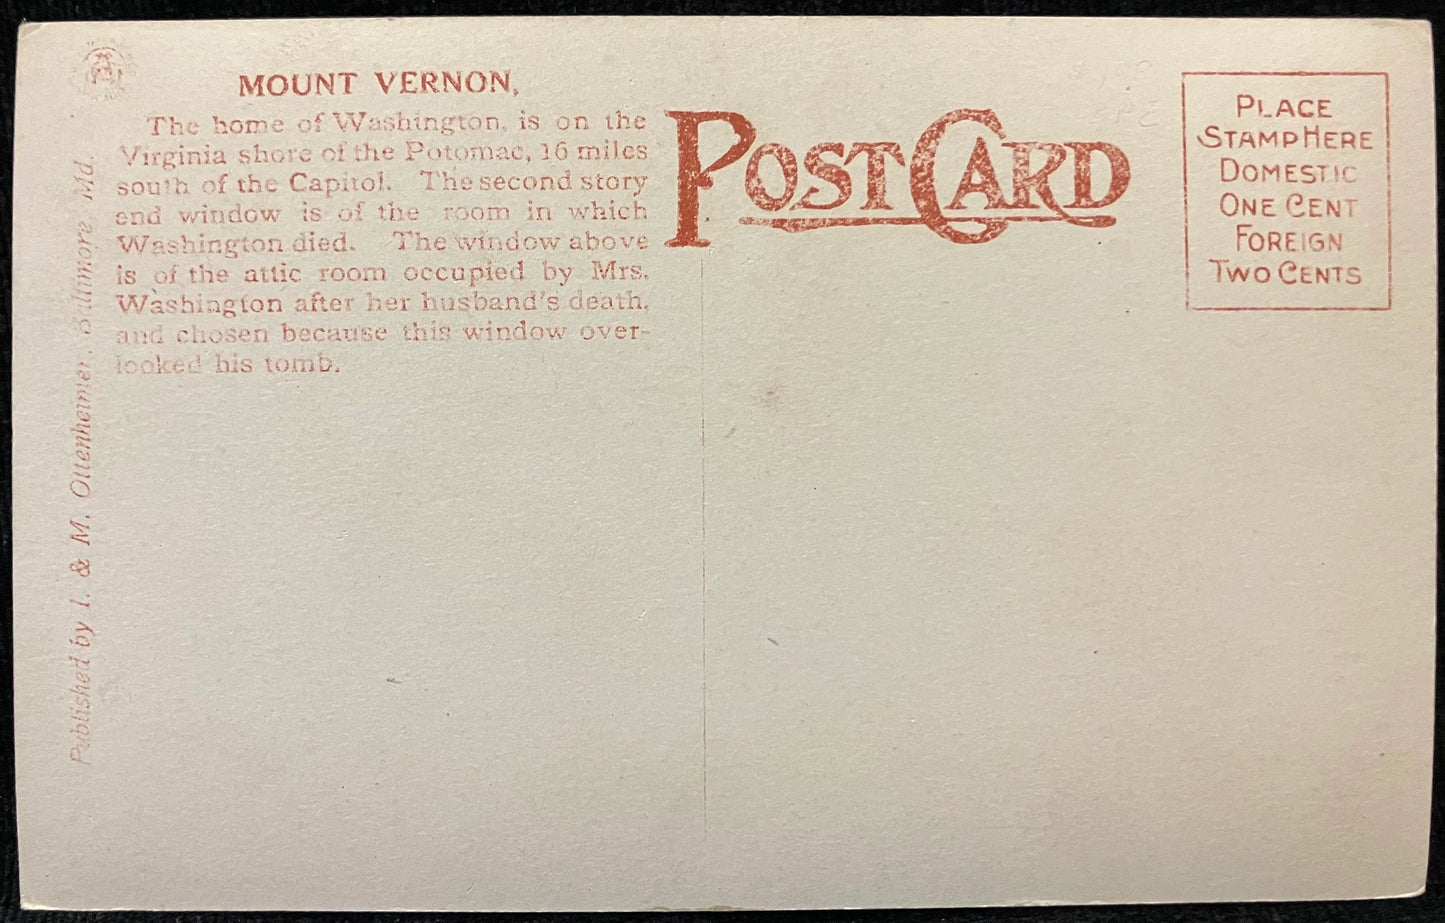 MOUNT VERNON,
The home of Washington, is on the
Virginia shore of the Potomac, 16 miles
south of the Capitol. The second story
end window is of the room in which
Washington died. The window above
is of the attic room occupied by Mrs.
Washington after her husband's death,
and chosen because this window over-
looked his tomb.
Published by I. & M. Ottenheimer, Baltimore, Md.
POST CARD
PLACE
STAMP HERE
DOMESTIC
ONE CENT
FOREIGN
TWO CENTS